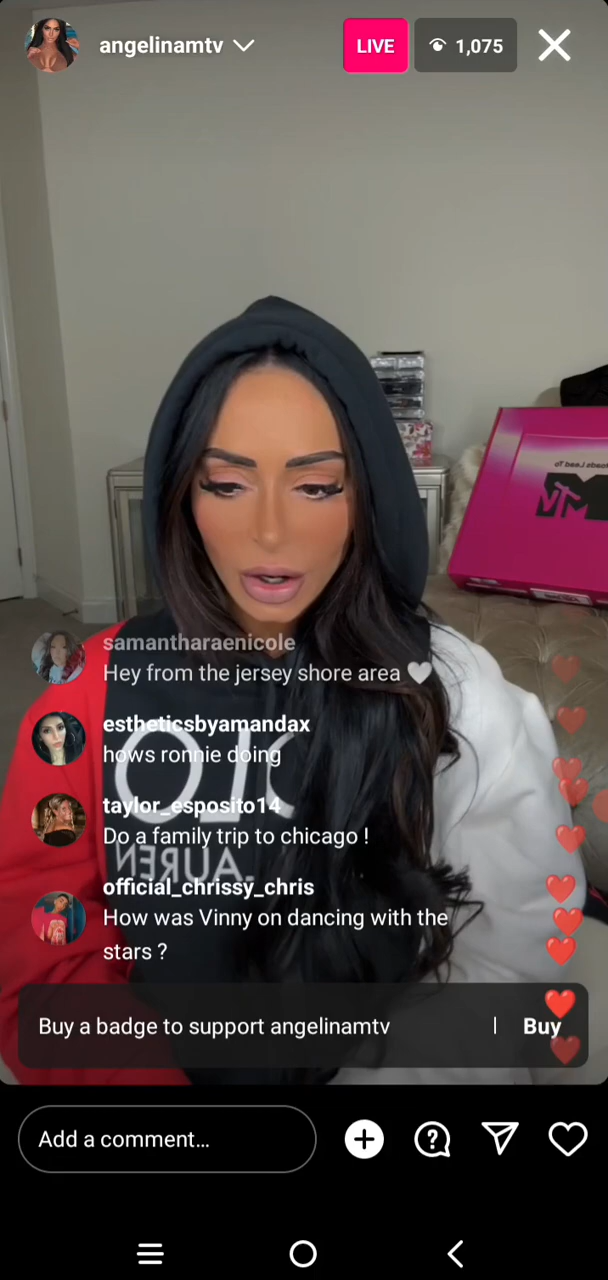 angelinamtv
LIVE
1,075
MTV
samantharaenicole
Hey from the jersey shore area 🤍
estheticsbyamandax
hows ronnie doing
taylor_esposito14
Do a family trip to chicago !
LAUREN
official_chrissy_chris
How was Vinny on dancing with the
stars ?
Buy a badge to support angelinamtv
Buy
Add a comment...